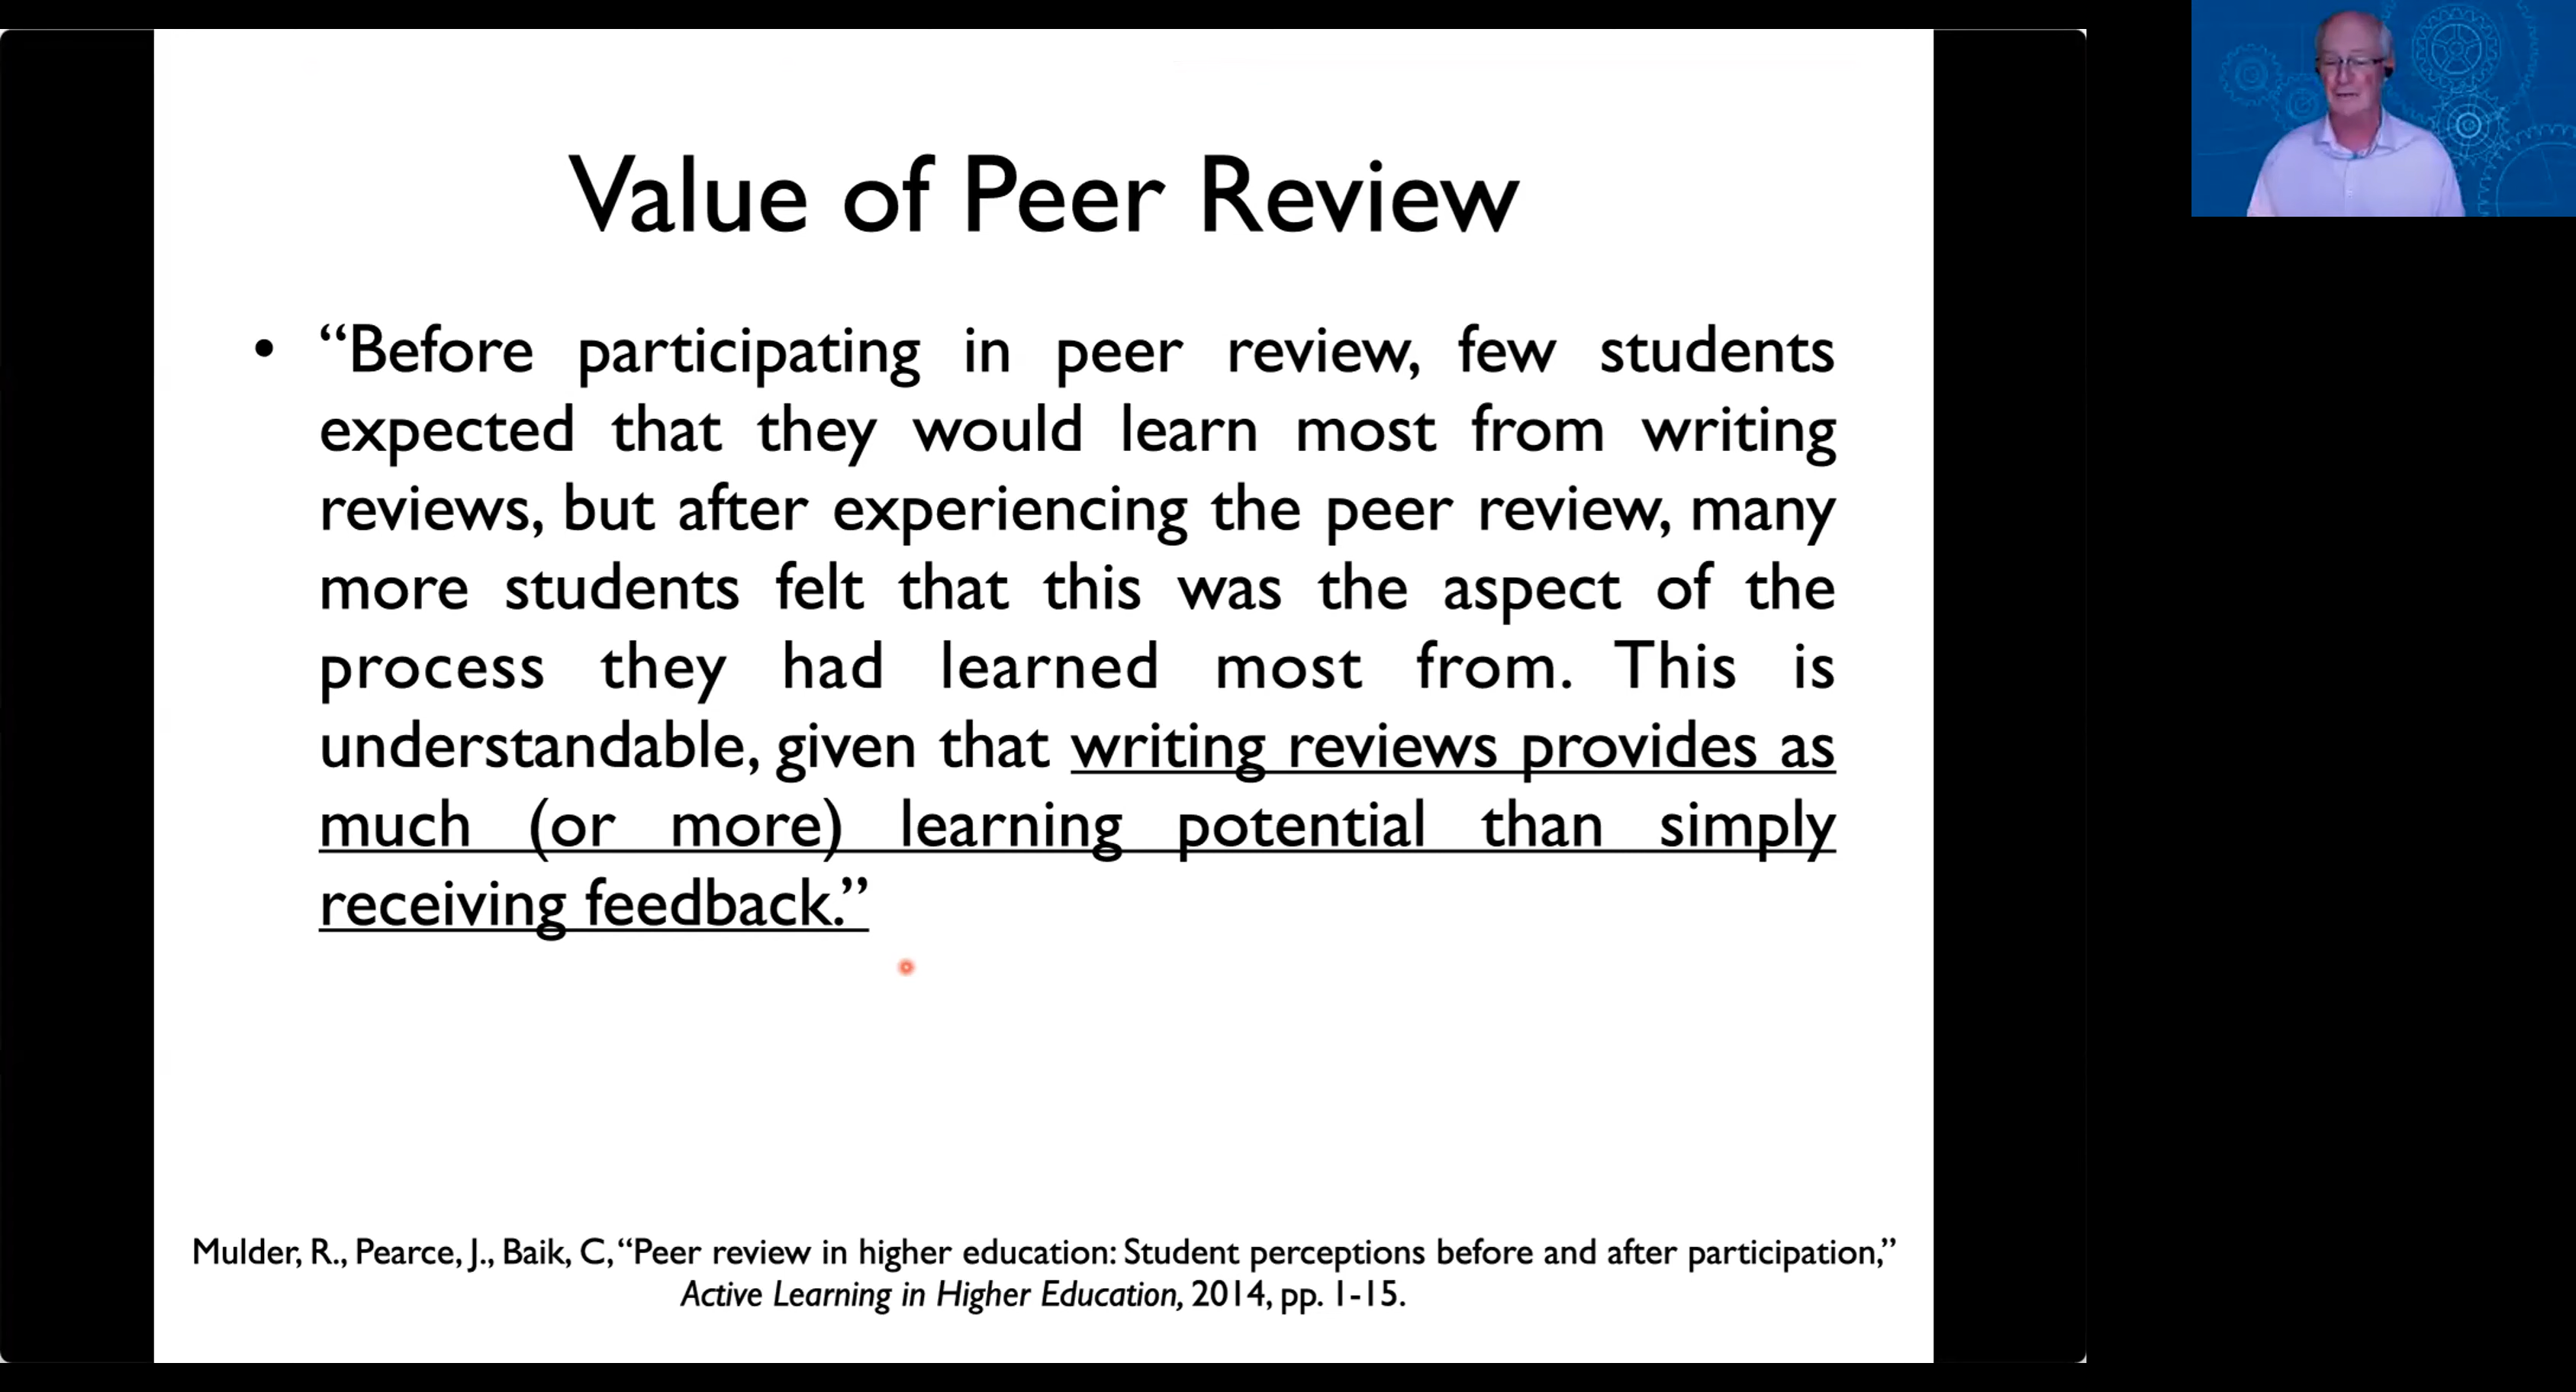 Value of Peer Review
• “Before participating in peer review, few students
expected that they would learn most from writing
reviews, but after experiencing the peer review, many
more students felt that this was the aspect of the
process they had learned most from. This is
understandable, given that writing reviews provides as
much (or more) learning potential than simply
receiving feedback.”
Mulder, R., Pearce, J., Baik, C, “Peer review in higher education: Student perceptions before and after participation,”
Active Learning in Higher Education, 2014, pp. 1-15.